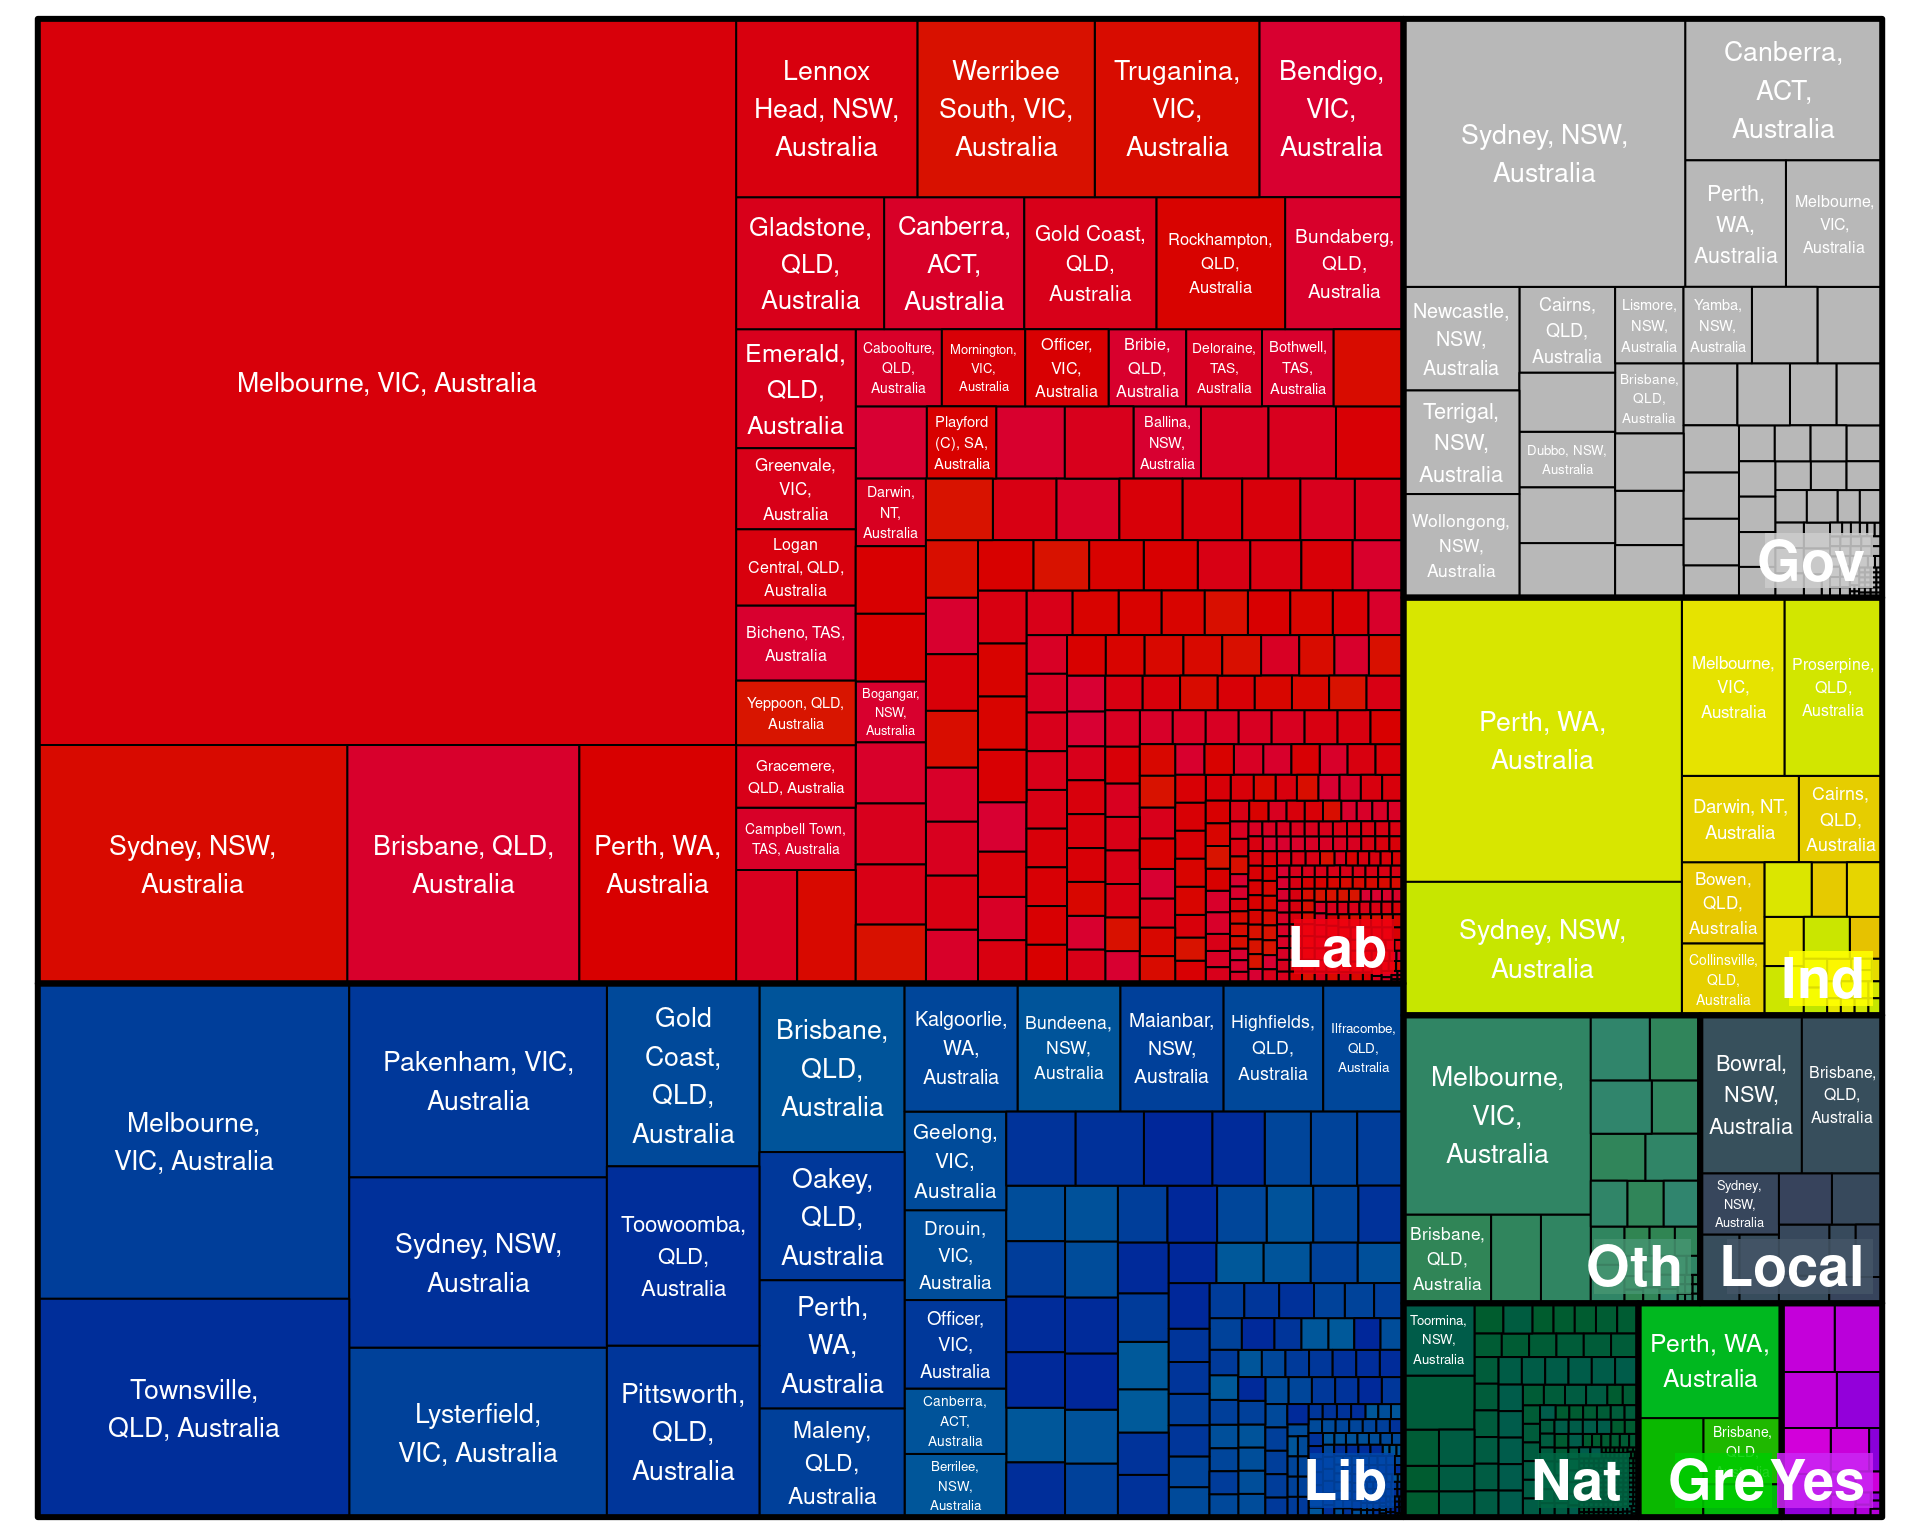 Melbourne, VIC, Australia
Sydney, NSW,
Australia
Brisbane, QLD,
Australia
Perth, WA,
Australia
Lennox
Head, NSW,
Australia
Werribee
South, VIC,
Australia
Truganina,
VIC,
Australia
Bendigo,
VIC,
Australia
Gladstone,
QLD,
Australia
Canberra,
ACT,
Australia
Gold Coast,
QLD,
Australia
Rockhampton,
QLD,
Australia
Bundaberg,
QLD,
Australia
Emerald,
QLD,
Australia
Caboolture,
QLD,
Australia
Mornington,
VIC,
Australia
Officer,
VIC,
Australia
Bribie,
QLD,
Australia
Deloraine,
TAS,
Australia
Bothwell,
TAS,
Australia
Playford
(C), SA,
Australia
Ballina,
NSW,
Australia
Greenvale,
VIC,
Australia
Darwin,
NT,
Australia
Logan
Central, QLD,
Australia
Bicheno, TAS,
Australia
Yeppoon, QLD,
Australia
Bogangar,
NSW,
Australia
Gracemere,
QLD, Australia
Campbell Town,
TAS, Australia
Lab
Melbourne,
VIC, Australia
Townsville,
QLD, Australia
Pakenham, VIC,
Australia
Sydney, NSW,
Australia
Lysterfield,
VIC, Australia
Gold
Coast,
QLD,
Australia
Toowoomba,
QLD,
Australia
Pittsworth,
QLD,
Australia
Brisbane,
QLD,
Australia
Oakey,
QLD,
Australia
Perth,
WA,
Australia
Maleny,
QLD,
Australia
Kalgoorlie,
WA,
Australia
Bundeena,
NSW,
Australia
Maianbar,
NSW,
Australia
Highfields,
QLD,
Australia
Ilfracombe,
QLD,
Australia
Geelong,
VIC,
Australia
Drouin,
VIC,
Australia
Officer,
VIC,
Australia
Canberra,
ACT,
Australia
Berrilee,
NSW,
Australia
Lib
Sydney, NSW,
Australia
Canberra,
ACT,
Australia
Perth,
WA,
Australia
Melbourne,
VIC,
Australia
Newcastle,
NSW,
Australia
Terrigal,
NSW,
Australia
Wollongong,
NSW,
Australia
Cairns,
QLD,
Australia
Dubbo, NSW,
Australia
Lismore,
NSW,
Australia
Brisbane,
QLD,
Australia
Yamba,
NSW,
Australia
Gov
Perth, WA,
Australia
Sydney, NSW,
Australia
Melbourne,
VIC,
Australia
Proserpine,
QLD,
Australia
Darwin, NT,
Australia
Cairns,
QLD,
Australia
Bowen,
QLD,
Australia
Collinsville,
QLD,
Australia
Ind
Melbourne,
VIC,
Australia
Brisbane,
QLD,
Australia
Oth
Bowral,
NSW,
Australia
Brisbane,
QLD,
Australia
Sydney,
NSW,
Australia
Local
Toormina,
NSW,
Australia
Nat
Perth, WA,
Australia
Brisbane,
QLD,
Gre
Yes